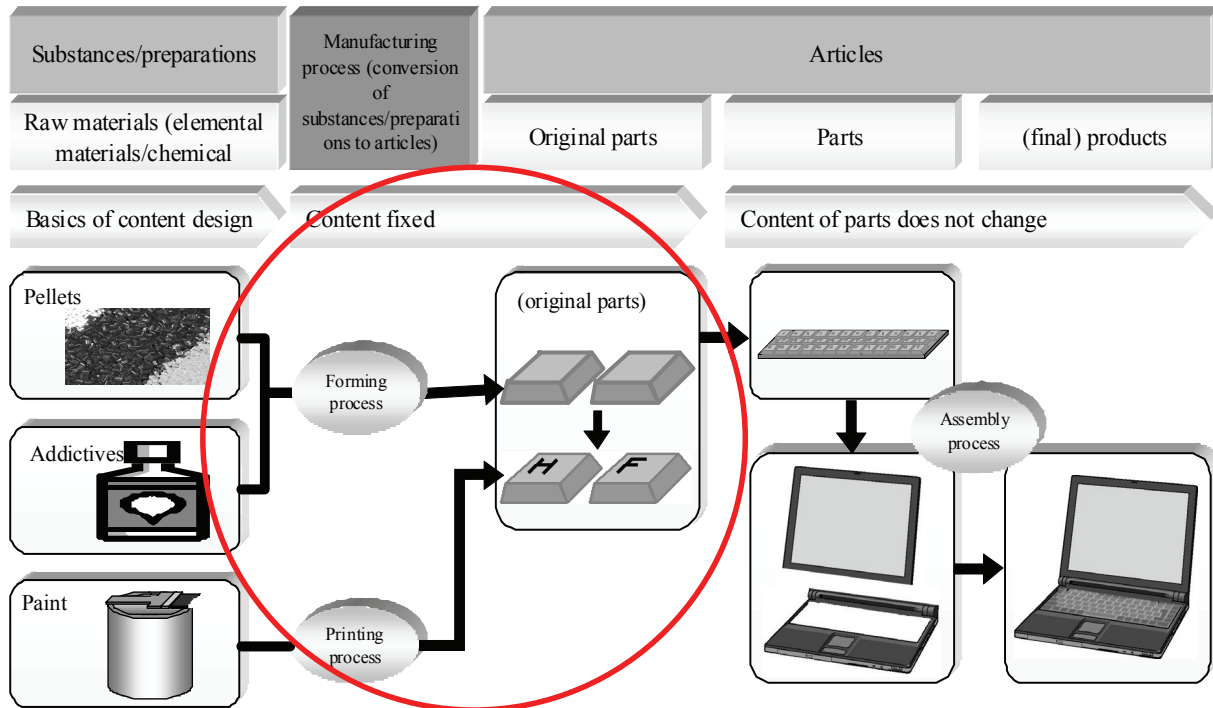 Substances/preparations
Manufacturing
process (conversion
of
substances/preparati
ons to articles)
Articles
Raw materials (elemental
materials/chemical
Original parts
Parts
(final) products
Basics of content design
Content fixed
Content of parts does not change
Pellets
(original parts)
Forming
process
H
F
Addictives
Assembly
process
Paint
Printing
process